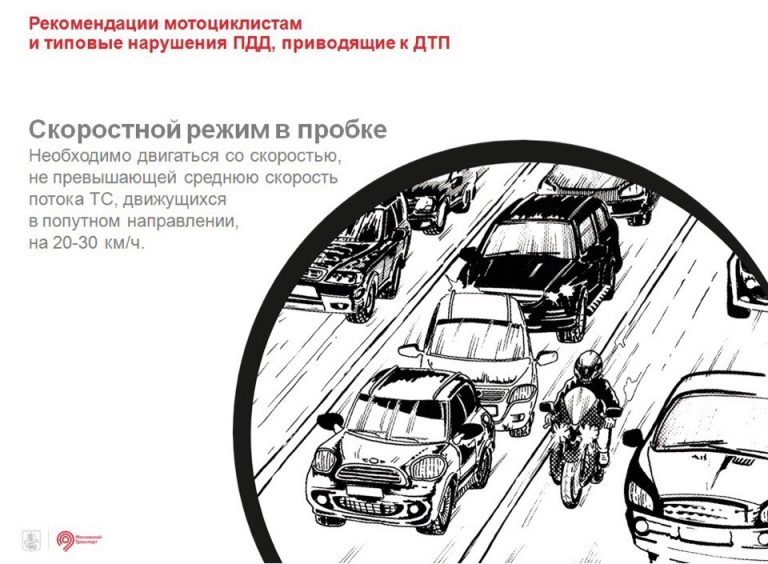 Рекомендации мотоциклистам
и типовые нарушения ПДД, приводящие к ДТП
Скоростной режим в пробке
Необходимо двигаться со скоростью,
не превышающей среднюю скорость
потока ТС, движущихся
в попутном направлении,
на 20-30 км/ч.
Московский
Транспорт